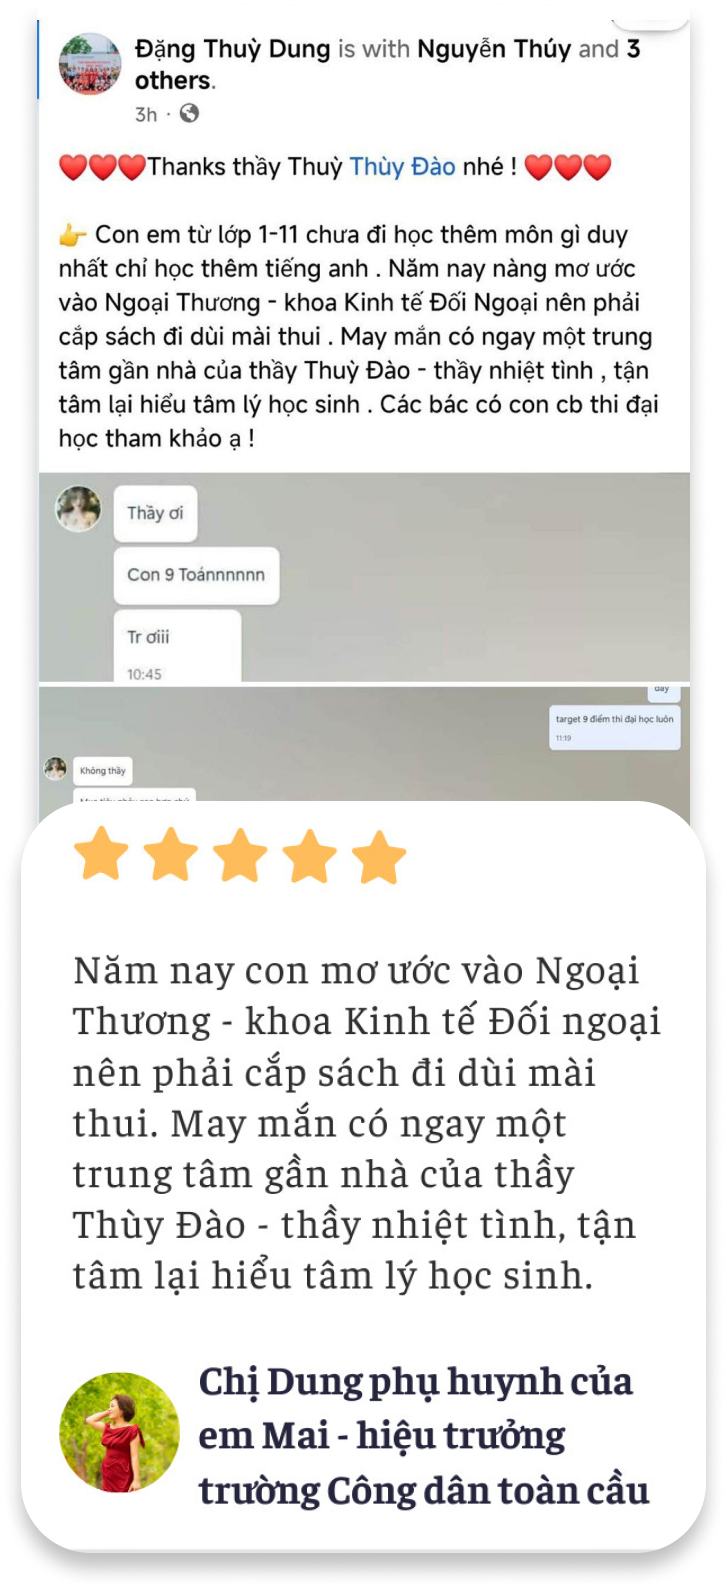 Đặng Thuỳ Dung is with Nguyễn Thúy and 3
others.
3h ·
❤️❤️❤️Thanks thầy Thuỳ Thùy Đào nhé ! ❤️❤️❤️
👉 Con em từ lớp 1-11 chưa đi học thêm môn gì duy
nhất chỉ học thêm tiếng anh . Năm nay nàng mơ ước
vào Ngoại Thương - khoa Kinh tế Đối Ngoại nên phải
cắp sách đi dùi mài thui . May mắn có ngay một trung
tâm gần nhà của thầy Thuỳ Đào - thầy nhiệt tình , tận
tâm lại hiểu tâm lý học sinh . Các bác có con cb thi đại
học tham khảo ạ !
Thầy ới
Con 9 Toánnnnnn
Tr ơiii
10:45
target 9 điểm thi đại học luôn
11:19
Không thầy
Năm nay con mơ ước vào Ngoại
Thương - khoa Kinh tế Đối ngoại
nên phải cắp sách đi dùi mài
thui. May mắn có ngay một
trung tâm gần nhà của thầy
Thùy Đào - thầy nhiệt tình, tận
tâm lại hiểu tâm lý học sinh.
Chị Dung phụ huynh của
em Mai - hiệu trưởng
trường Công dân toàn cầu